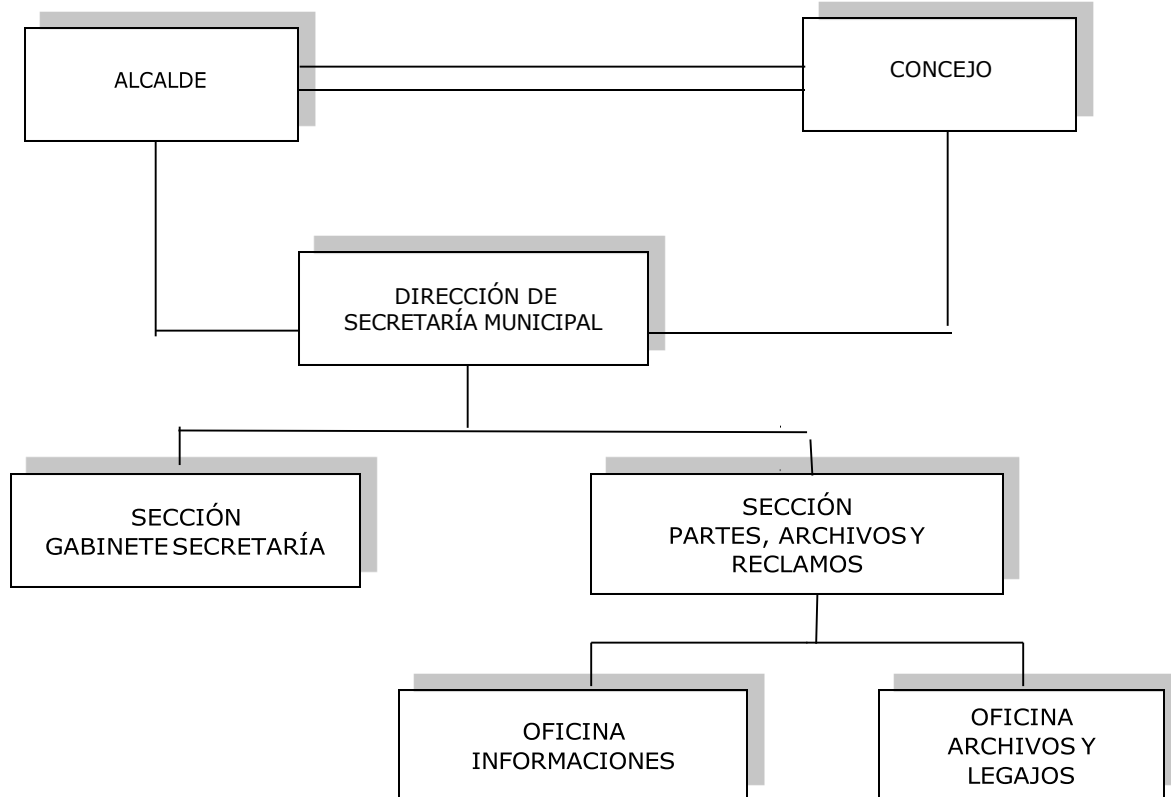 ALCALDE
CONCEJO
DIRECCIÓN DE
SECRETARÍA MUNICIPAL
SECCIÓN
GABINETE SECRETARÍA
SECCIÓN
PARTES, ARCHIVOS Y
RECLAMOS
OFICINA
INFORMACIONES
OFICINA
ARCHIVOS Y
LEGAJOS